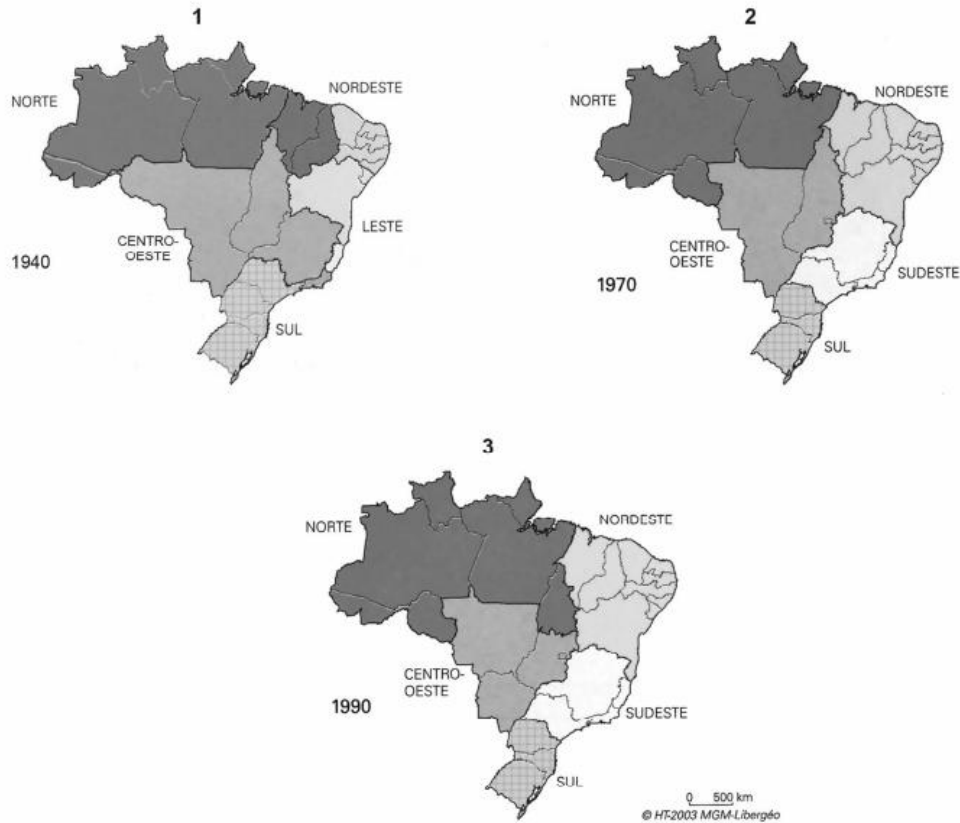 1
NORTE
NORDESTE
LESTE
CENTRO-
OESTE
1940
SUL
2
NORTE
NORDESTE
CENTRO-
OESTE
1970
SUDESTE
SUL
3
NORTE
NORDESTE
CENTRO-
OESTE
1990
SUDESTE
SUL
0 500 km
© HT-2003 MGM-Libergéo